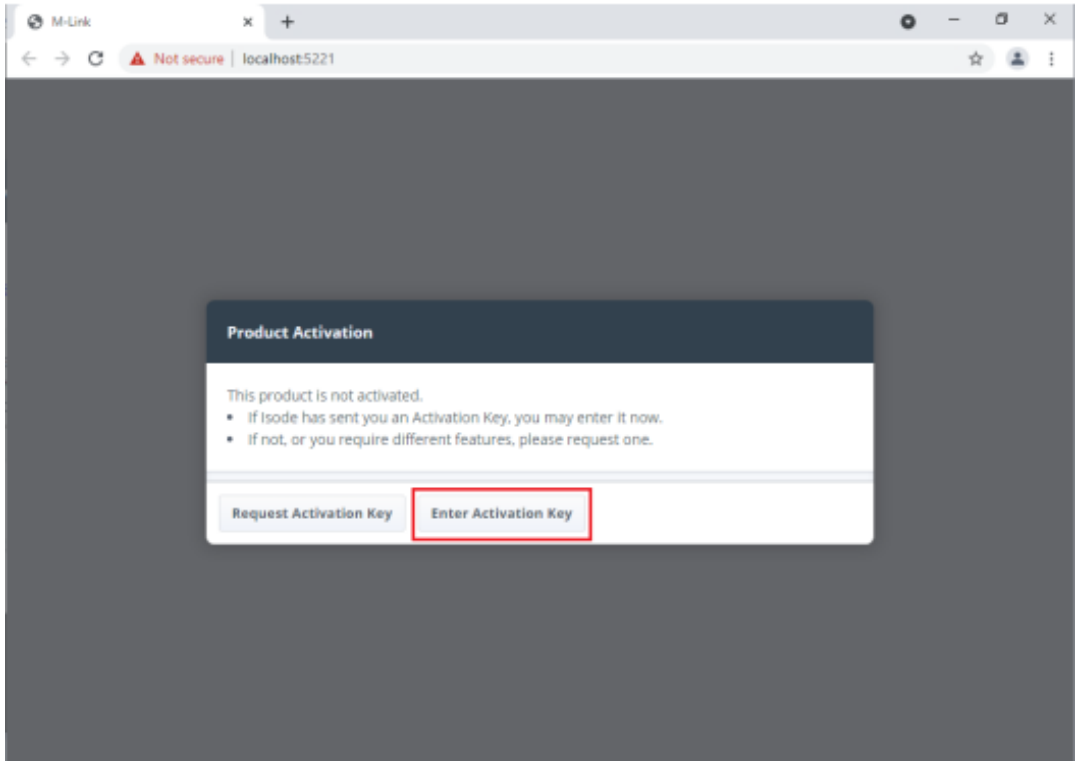 M-Link
Not secure | localhost:5221
Product Activation
This product is not activated.
• If Isode has sent you an Activation Key, you may enter it now.
• If not, or you require different features, please request one.
Request Activation Key
Enter Activation Key